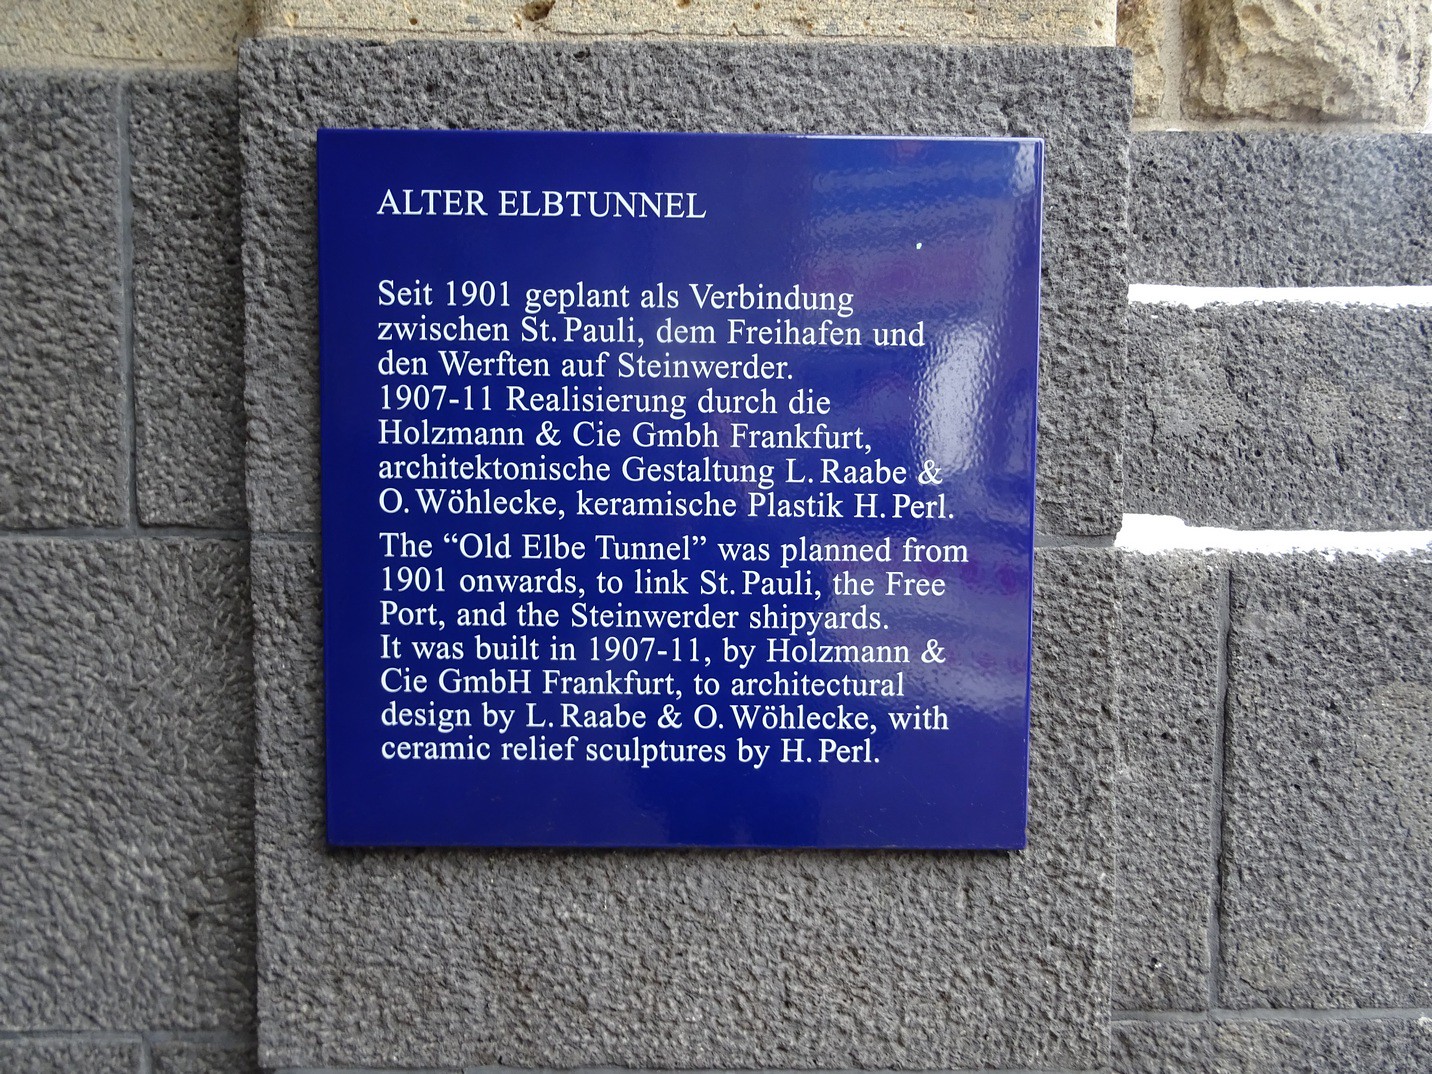 ALTER ELBTUNNEL
Seit 1901 geplant als Verbindung
zwischen St. Pauli, dem Freihafen und
den Werften auf Steinwerder.
1907-11 Realisierung durch die
Holzmann & Cie Gmbh Frankfurt,
architektonische Gestaltung L. Raabe &
O. Wöhlecke, keramische Plastik H. Perl.
The “Old Elbe Tunnel” was planned from
1901 onwards, to link St. Pauli, the Free
Port, and the Steinwerder shipyards.
It was built in 1907-11, by Holzmann &
Cie GmbH Frankfurt, to architectural
design by L. Raabe & O. Wöhlecke, with
ceramic relief sculptures by H. Perl.